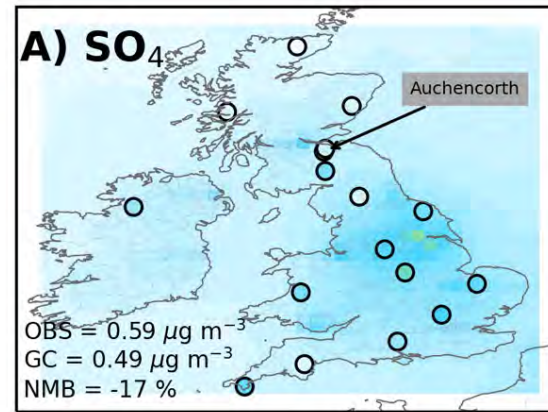 A) SO₄
Auchencorth
OBS = 0.59 μg m⁻³
GC = 0.49 μg m⁻³
NMB = -17 %